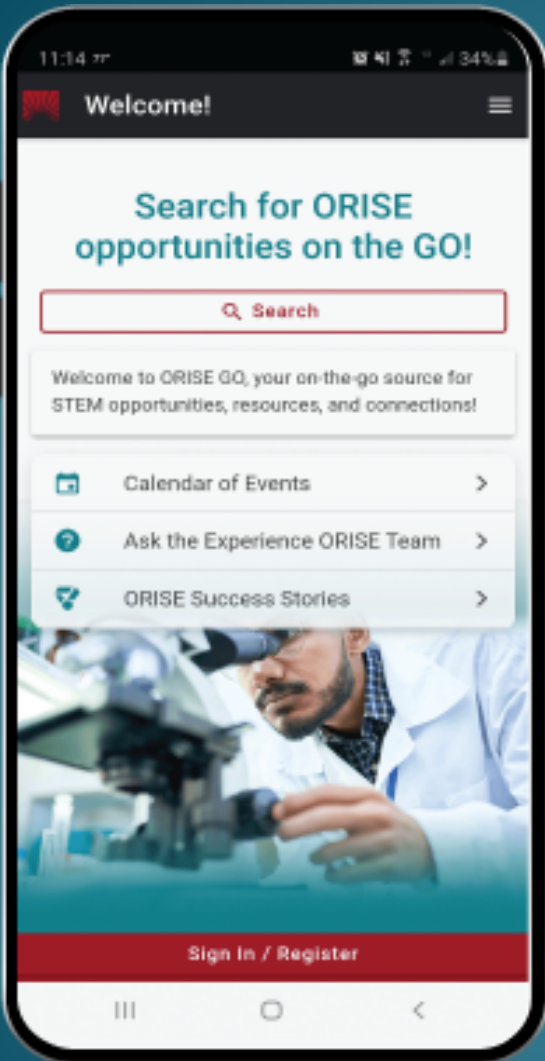 11:14
34%
Welcome!
Search for ORISE
opportunities on the GO!
Search
Welcome to ORISE GO, your on-the-go source for
STEM opportunities, resources, and connections!
Calendar of Events
Ask the Experience ORISE Team
ORISE Success Stories
Sign In / Register